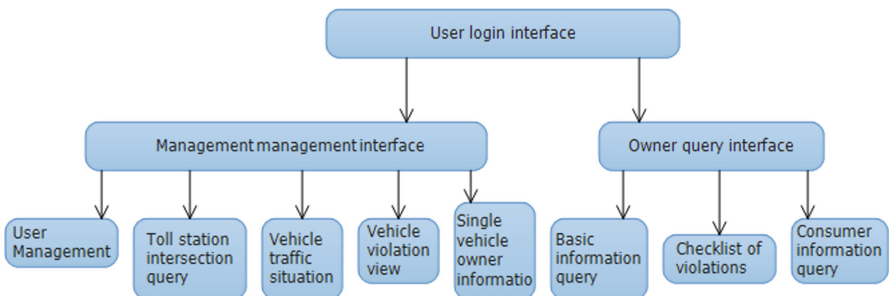 User login interface
Management management interface
Owner query interface
User
Management
Toll station
intersection
query
Vehicle
traffic
situation
Vehicle
violation
view
Single
vehicle
owner
informatio
Basic
information
query
Checklist of
violations
Consumer
information
query